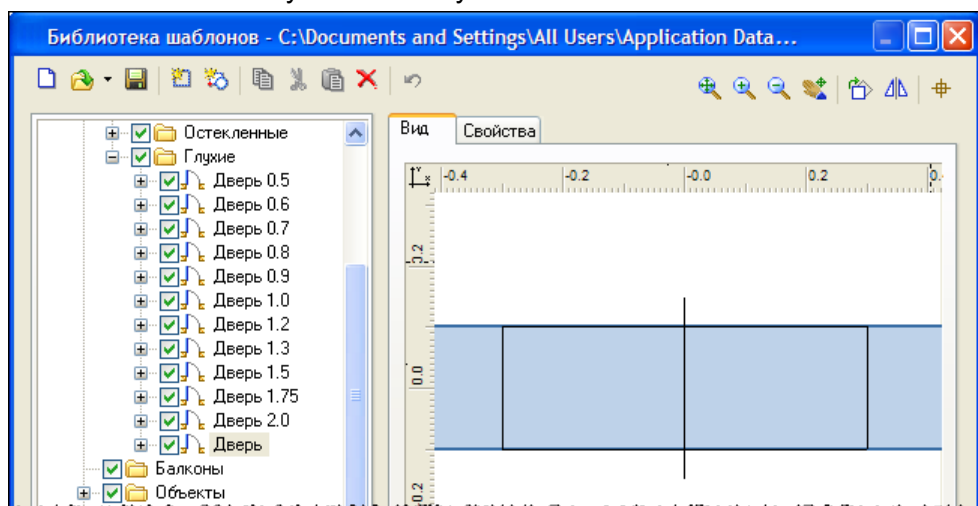 Библиотека шаблонов - C:\Documents and Settings\All Users\Application Data...
Вид Свойства
Остекленные
Глухие
Дверь 0.5
Дверь 0.6
Дверь 0.7
Дверь 0.8
Дверь 0.9
Дверь 1.0
Дверь 1.2
Дверь 1.3
Дверь 1.5
Дверь 1.75
Дверь 2.0
Дверь
Балконы
Объекты
Y X -0.4 -0.2 -0.0 0.2 0.
0.2
0.0
-0.2